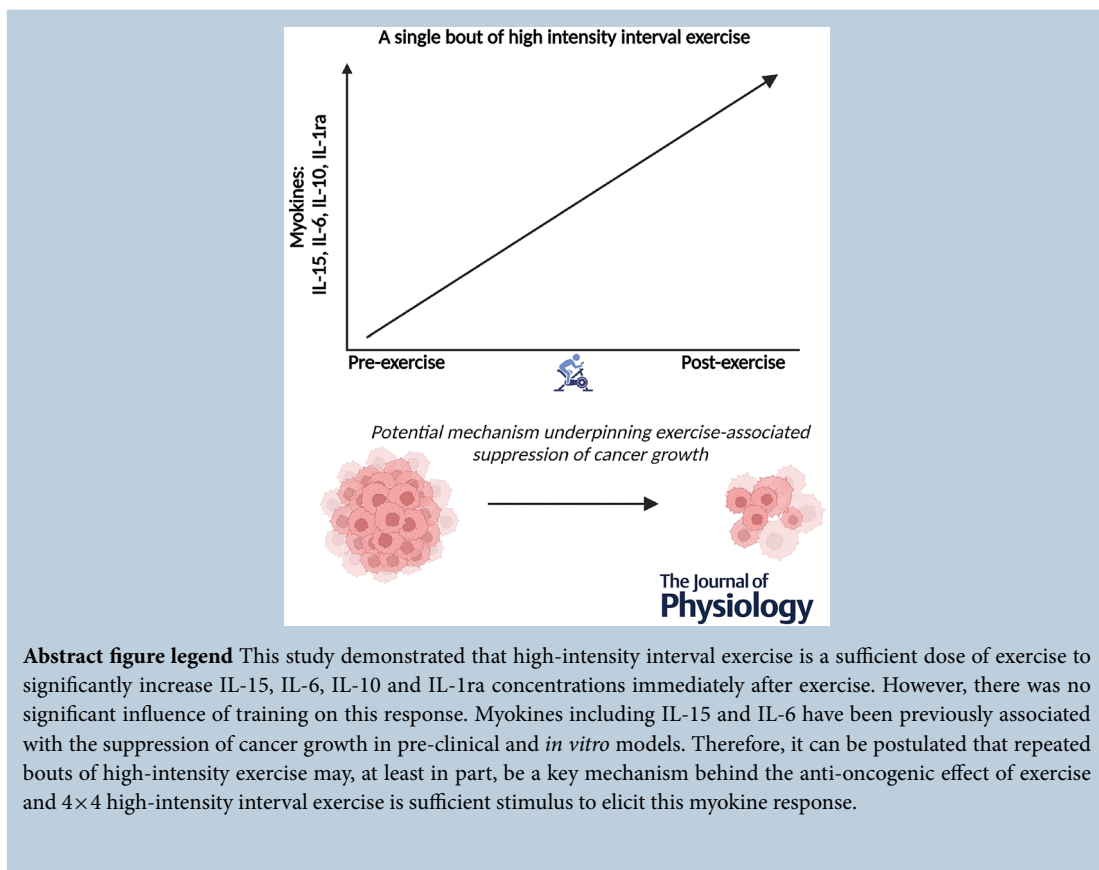 A single bout of high intensity interval exercise
Myokines:
IL-15, IL-6, IL-10, IL-1ra
Pre-exercise
Post-exercise
Potential mechanism underpinning exercise-associated
suppression of cancer growth
The Journal of
Physiology
Abstract figure legend This study demonstrated that high-intensity interval exercise is a sufficient dose of exercise to
significantly increase IL-15, IL-6, IL-10 and IL-1ra concentrations immediately after exercise. However, there was no
significant influence of training on this response. Myokines including IL-15 and IL-6 have been previously associated
with the suppression of cancer growth in pre-clinical and in vitro models. Therefore, it can be postulated that repeated
bouts of high-intensity exercise may, at least in part, be a key mechanism behind the anti-oncogenic effect of exercise
and 4×4 high-intensity interval exercise is sufficient stimulus to elicit this myokine response.